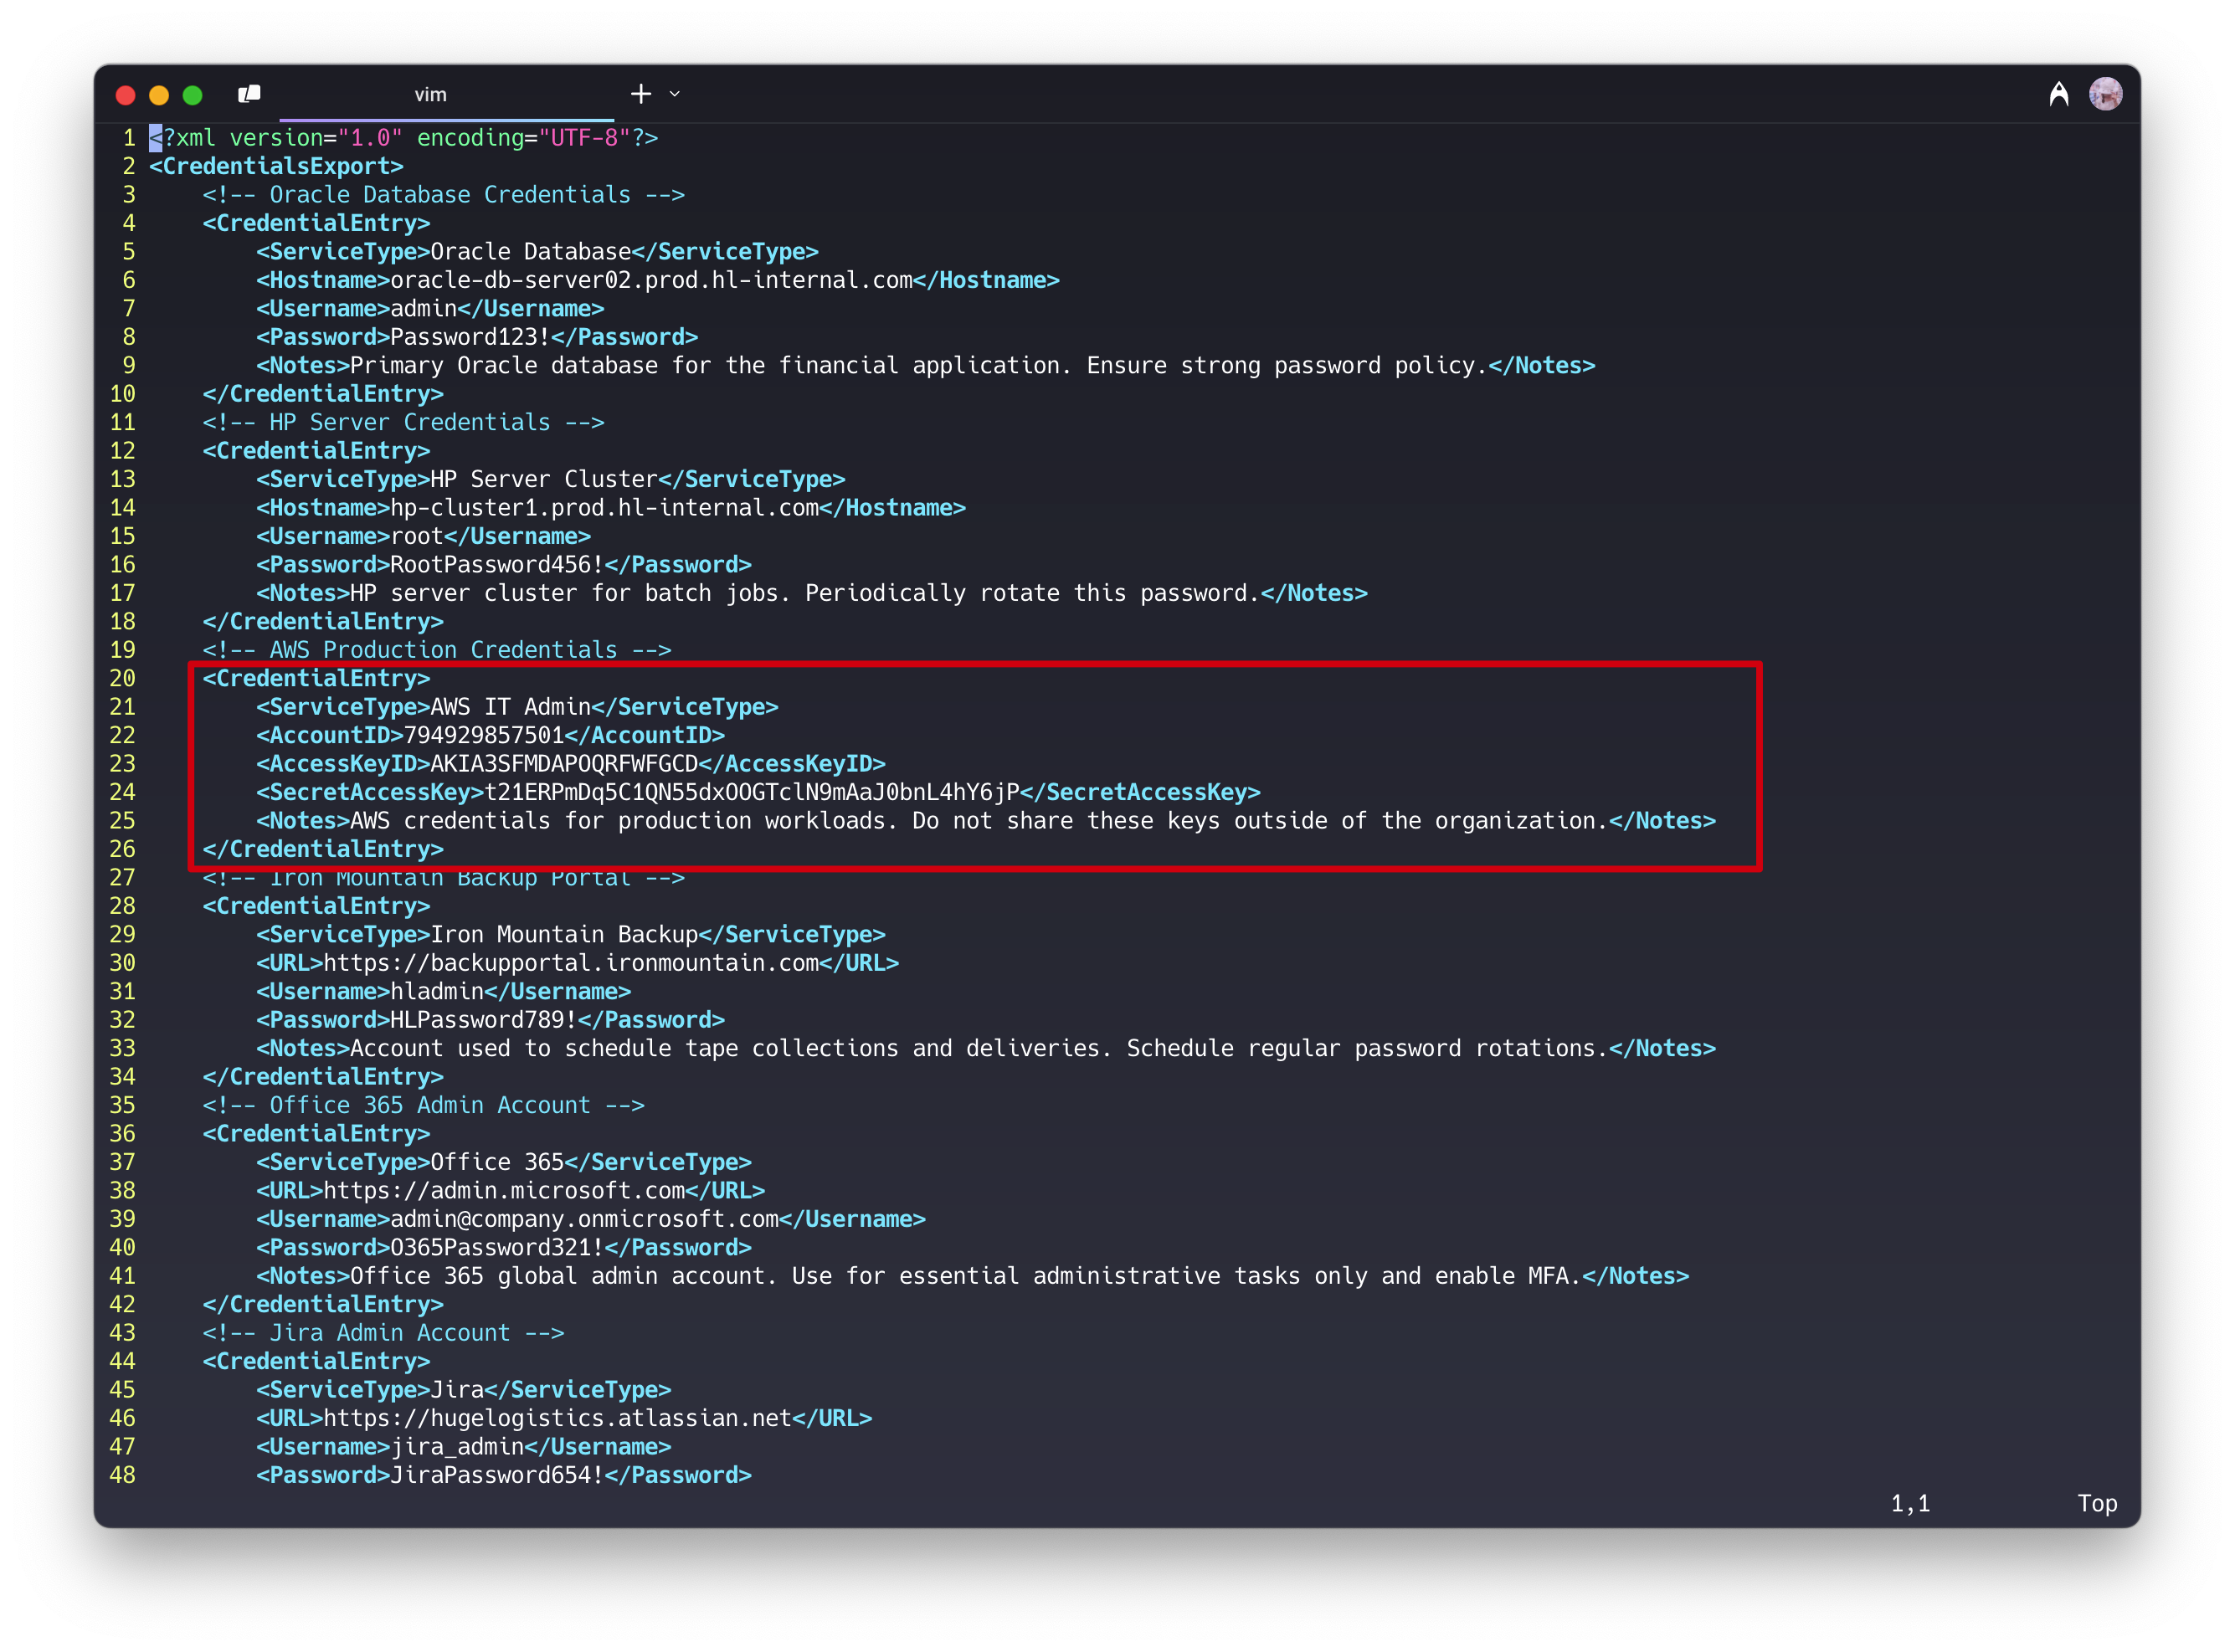 vim
1 <?xml version="1.0" encoding="UTF-8"?>
2 <CredentialsExport>
3 <!-- Oracle Database Credentials -->
4 <CredentialEntry>
5 <ServiceType>Oracle Database</ServiceType>
6 <Hostname>oracle-db-server02.prod.hl-internal.com</Hostname>
7 <Username>admin</Username>
8 <Password>Password123!</Password>
9 <Notes>Primary Oracle database for the financial application. Ensure strong password policy.</Notes>
10 </CredentialEntry>
11 <!-- HP Server Credentials -->
12 <CredentialEntry>
13 <ServiceType>HP Server Cluster</ServiceType>
14 <Hostname>hp-cluster1.prod.hl-internal.com</Hostname>
15 <Username>root</Username>
16 <Password>RootPassword456!</Password>
17 <Notes>HP server cluster for batch jobs. Periodically rotate this password.</Notes>
18 </CredentialEntry>
19 <!-- AWS Production Credentials -->
20 <CredentialEntry>
21 <ServiceType>AWS IT Admin</ServiceType>
22 <AccountID>794929857501</AccountID>
23 <AccessKeyID>AKIA3SFMDAPOQRFWFGCD</AccessKeyID>
24 <SecretAccessKey>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</SecretAccessKey>
25 <Notes>AWS credentials for production workloads. Do not share these keys outside of the organization.</Notes>
26 </CredentialEntry>
27 <!-- Iron Mountain Backup Portal -->
28 <CredentialEntry>
29 <ServiceType>Iron Mountain Backup</ServiceType>
30 <URL>https://backupportal.ironmountain.com</URL>
31 <Username>hladmin</Username>
32 <Password>HLPassword789!</Password>
33 <Notes>Account used to schedule tape collections and deliveries. Schedule regular password rotations.</Notes>
34 </CredentialEntry>
35 <!-- Office 365 Admin Account -->
36 <CredentialEntry>
37 <ServiceType>Office 365</ServiceType>
38 <URL>https://admin.microsoft.com</URL>
39 <Username>admin@company.onmicrosoft.com</Username>
40 <Password>O365Password321!</Password>
41 <Notes>Office 365 global admin account. Use for essential administrative tasks only and enable MFA.</Notes>
42 </CredentialEntry>
43 <!-- Jira Admin Account -->
44 <CredentialEntry>
45 <ServiceType>Jira</ServiceType>
46 <URL>https://hugelogistics.atlassian.net</URL>
47 <Username>jira_admin</Username>
48 <Password>JiraPassword654!</Password>
1,1 Top